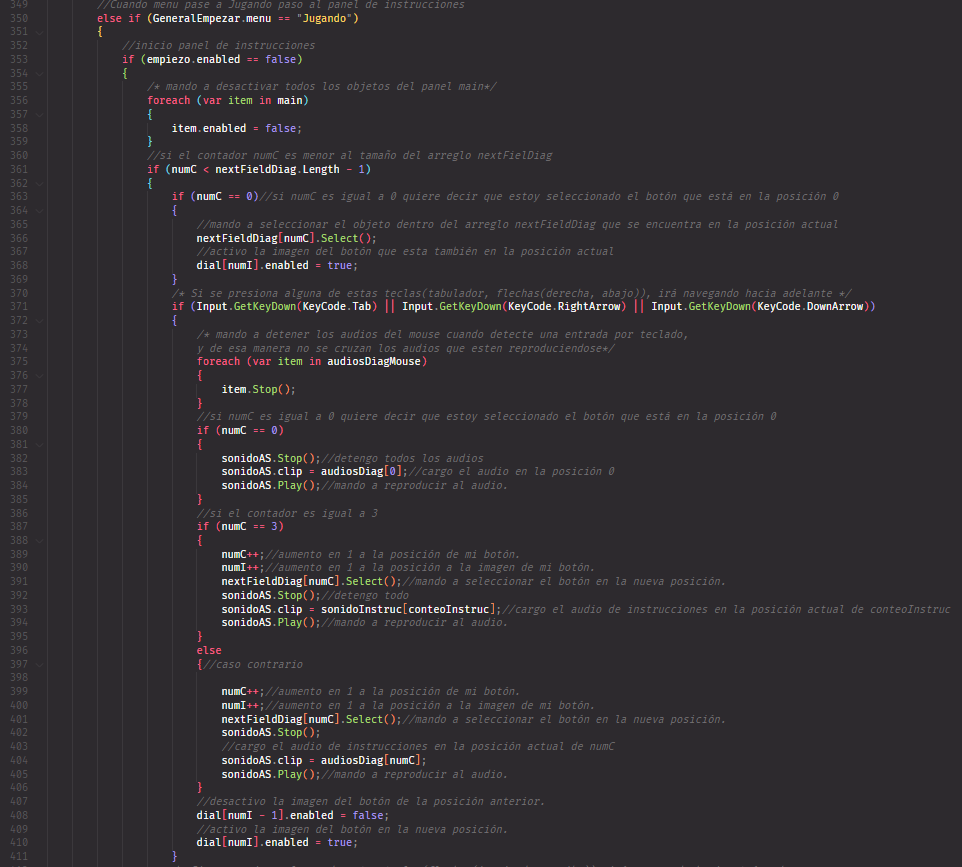 349 //Cuando menu pase a Jugando paso al panel de instrucciones
350 else if (GeneralEmpezar.menu == "Jugando")
351 {
352 //inicio panel de instrucciones
353 if (empiezo.enabled == false)
354 {
355 /* mando a desactivar todos los objetos del panel main*/
356 foreach (var item in main)
357 {
358 item.enabled = false;
359 }
360 //si el contador numC es menor al tamaño del arreglo nextFielDiag
361 if (numC < nextFieldDiag.Length - 1)
362 {
363 if (numC == 0)//si numC es igual a 0 quiere decir que estoy seleccionado el botón que está en la posición 0
364 {
365 //mando a seleccionar el objeto dentro del arreglo nextFieldDiag que se encuentra en la posición actual
366 nextFieldDiag[numC].Select();
367 //activo la imagen del botón que esta también en la posición actual
368 dial[numI].enabled = true;
369 }
370 /* Si se presiona alguna de estas teclas(tabulador, flechas(derecha, abajo)), irá navegando hacia adelante */
371 if (Input.GetKeyDown(KeyCode.Tab) || Input.GetKeyDown(KeyCode.RightArrow) || Input.GetKeyDown(KeyCode.DownArrow))
372 {
373 /* mando a detener los audios del mouse cuando detecte una entrada por teclado,
374 y de esa manera no se cruzan los audios que esten reproduciendose*/
375 foreach (var item in audiosDiagMouse)
376 {
377 item.Stop();
378 }
379 //si numC es igual a 0 quiere decir que estoy seleccionado el botón que está en la posición 0
380 if (numC == 0)
381 {
382 sonidoAS.Stop();//detengo todos los audios
383 sonidoAS.clip = audiosDiag[0];//cargo el audio en la posición 0
384 sonidoAS.Play();//mando a reproducir al audio.
385 }
386 //si el contador es igual a 3
387 if (numC == 3)
388 {
389 numC++;//aumento en 1 a la posición de mi botón.
390 numI++;//aumento en 1 a la posición a la imagen de mi botón.
391 nextFieldDiag[numC].Select();//mando a seleccionar el botón en la nueva posición.
392 sonidoAS.Stop();//detengo todo
393 sonidoAS.clip = sonidoInstruc[conteoInstruc];//cargo el audio de instrucciones en la posición actual de conteoInstruc
394 sonidoAS.Play();//mando a reproducir al audio.
395 }
396 else
397 {//caso contrario
398
399 numC++;//aumento en 1 a la posición de mi botón.
400 numI++;//aumento en 1 a la posición a la imagen de mi botón.
401 nextFieldDiag[numC].Select();//mando a seleccionar el botón en la nueva posición.
402 sonidoAS.Stop();
403 //cargo el audio de instrucciones en la posición actual de numC
404 sonidoAS.clip = audiosDiag[numC];
405 sonidoAS.Play();//mando a reproducir al audio.
406 }
407 //desactivo la imagen del botón de la posición anterior.
408 dial[numI - 1].enabled = false;
409 //activo la imagen del botón en la nueva posición.
410 dial[numI].enabled = true;
411 }